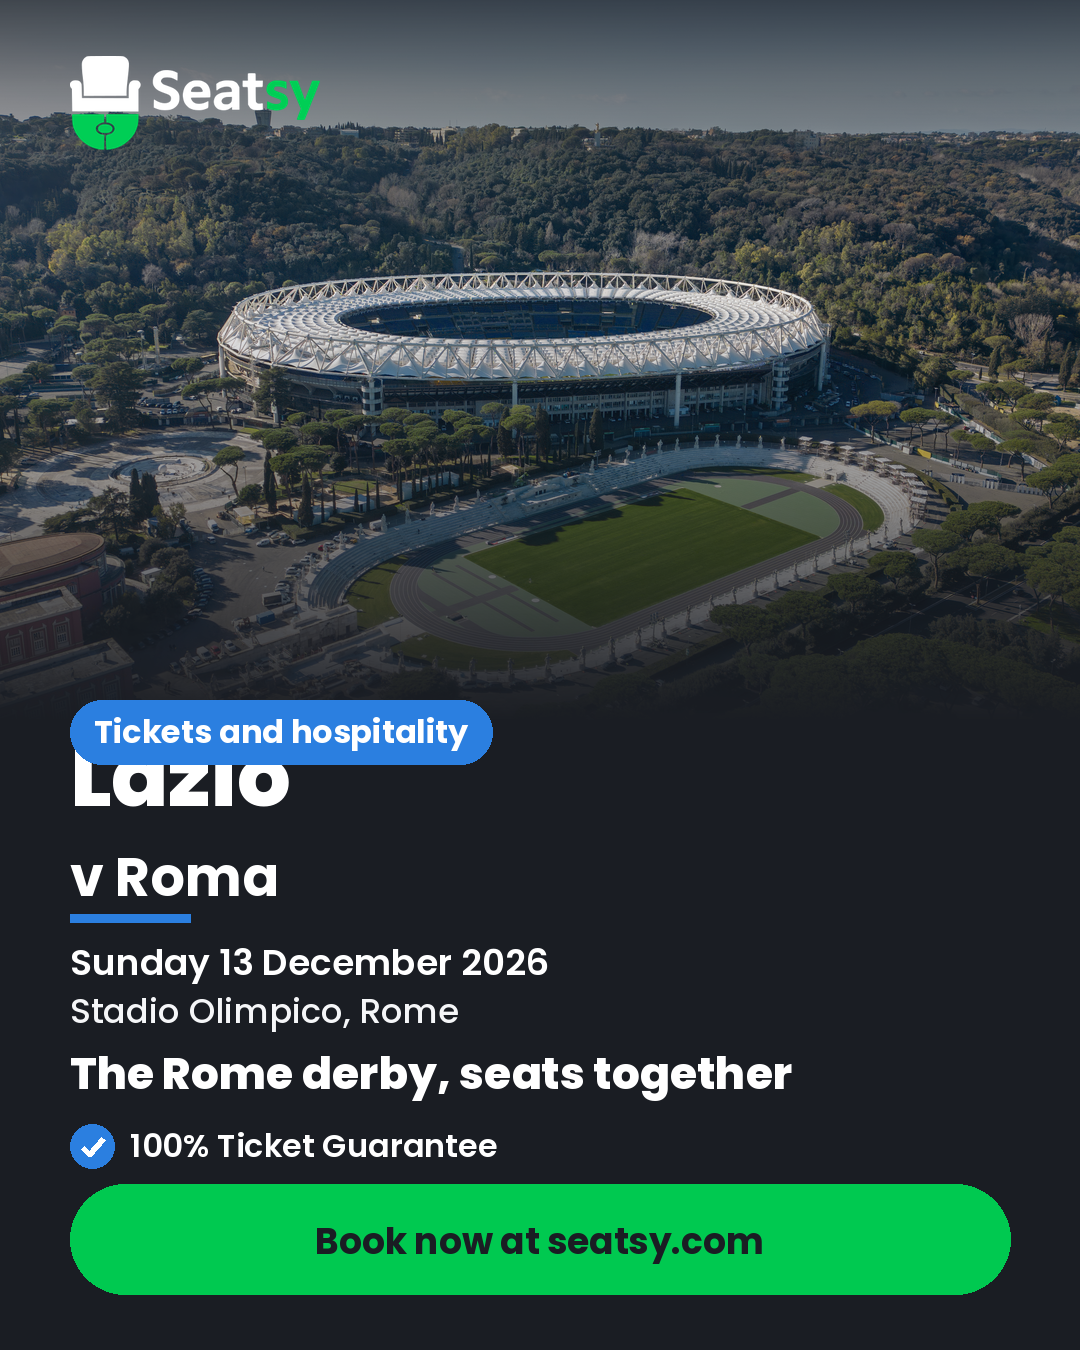 Seatsy
Tickets and hospitality
Lazio
v Roma
Sunday 13 December 2026
Stadio Olimpico, Rome
The Rome derby, seats together
100% Ticket Guarantee
Book now at seatsy.com